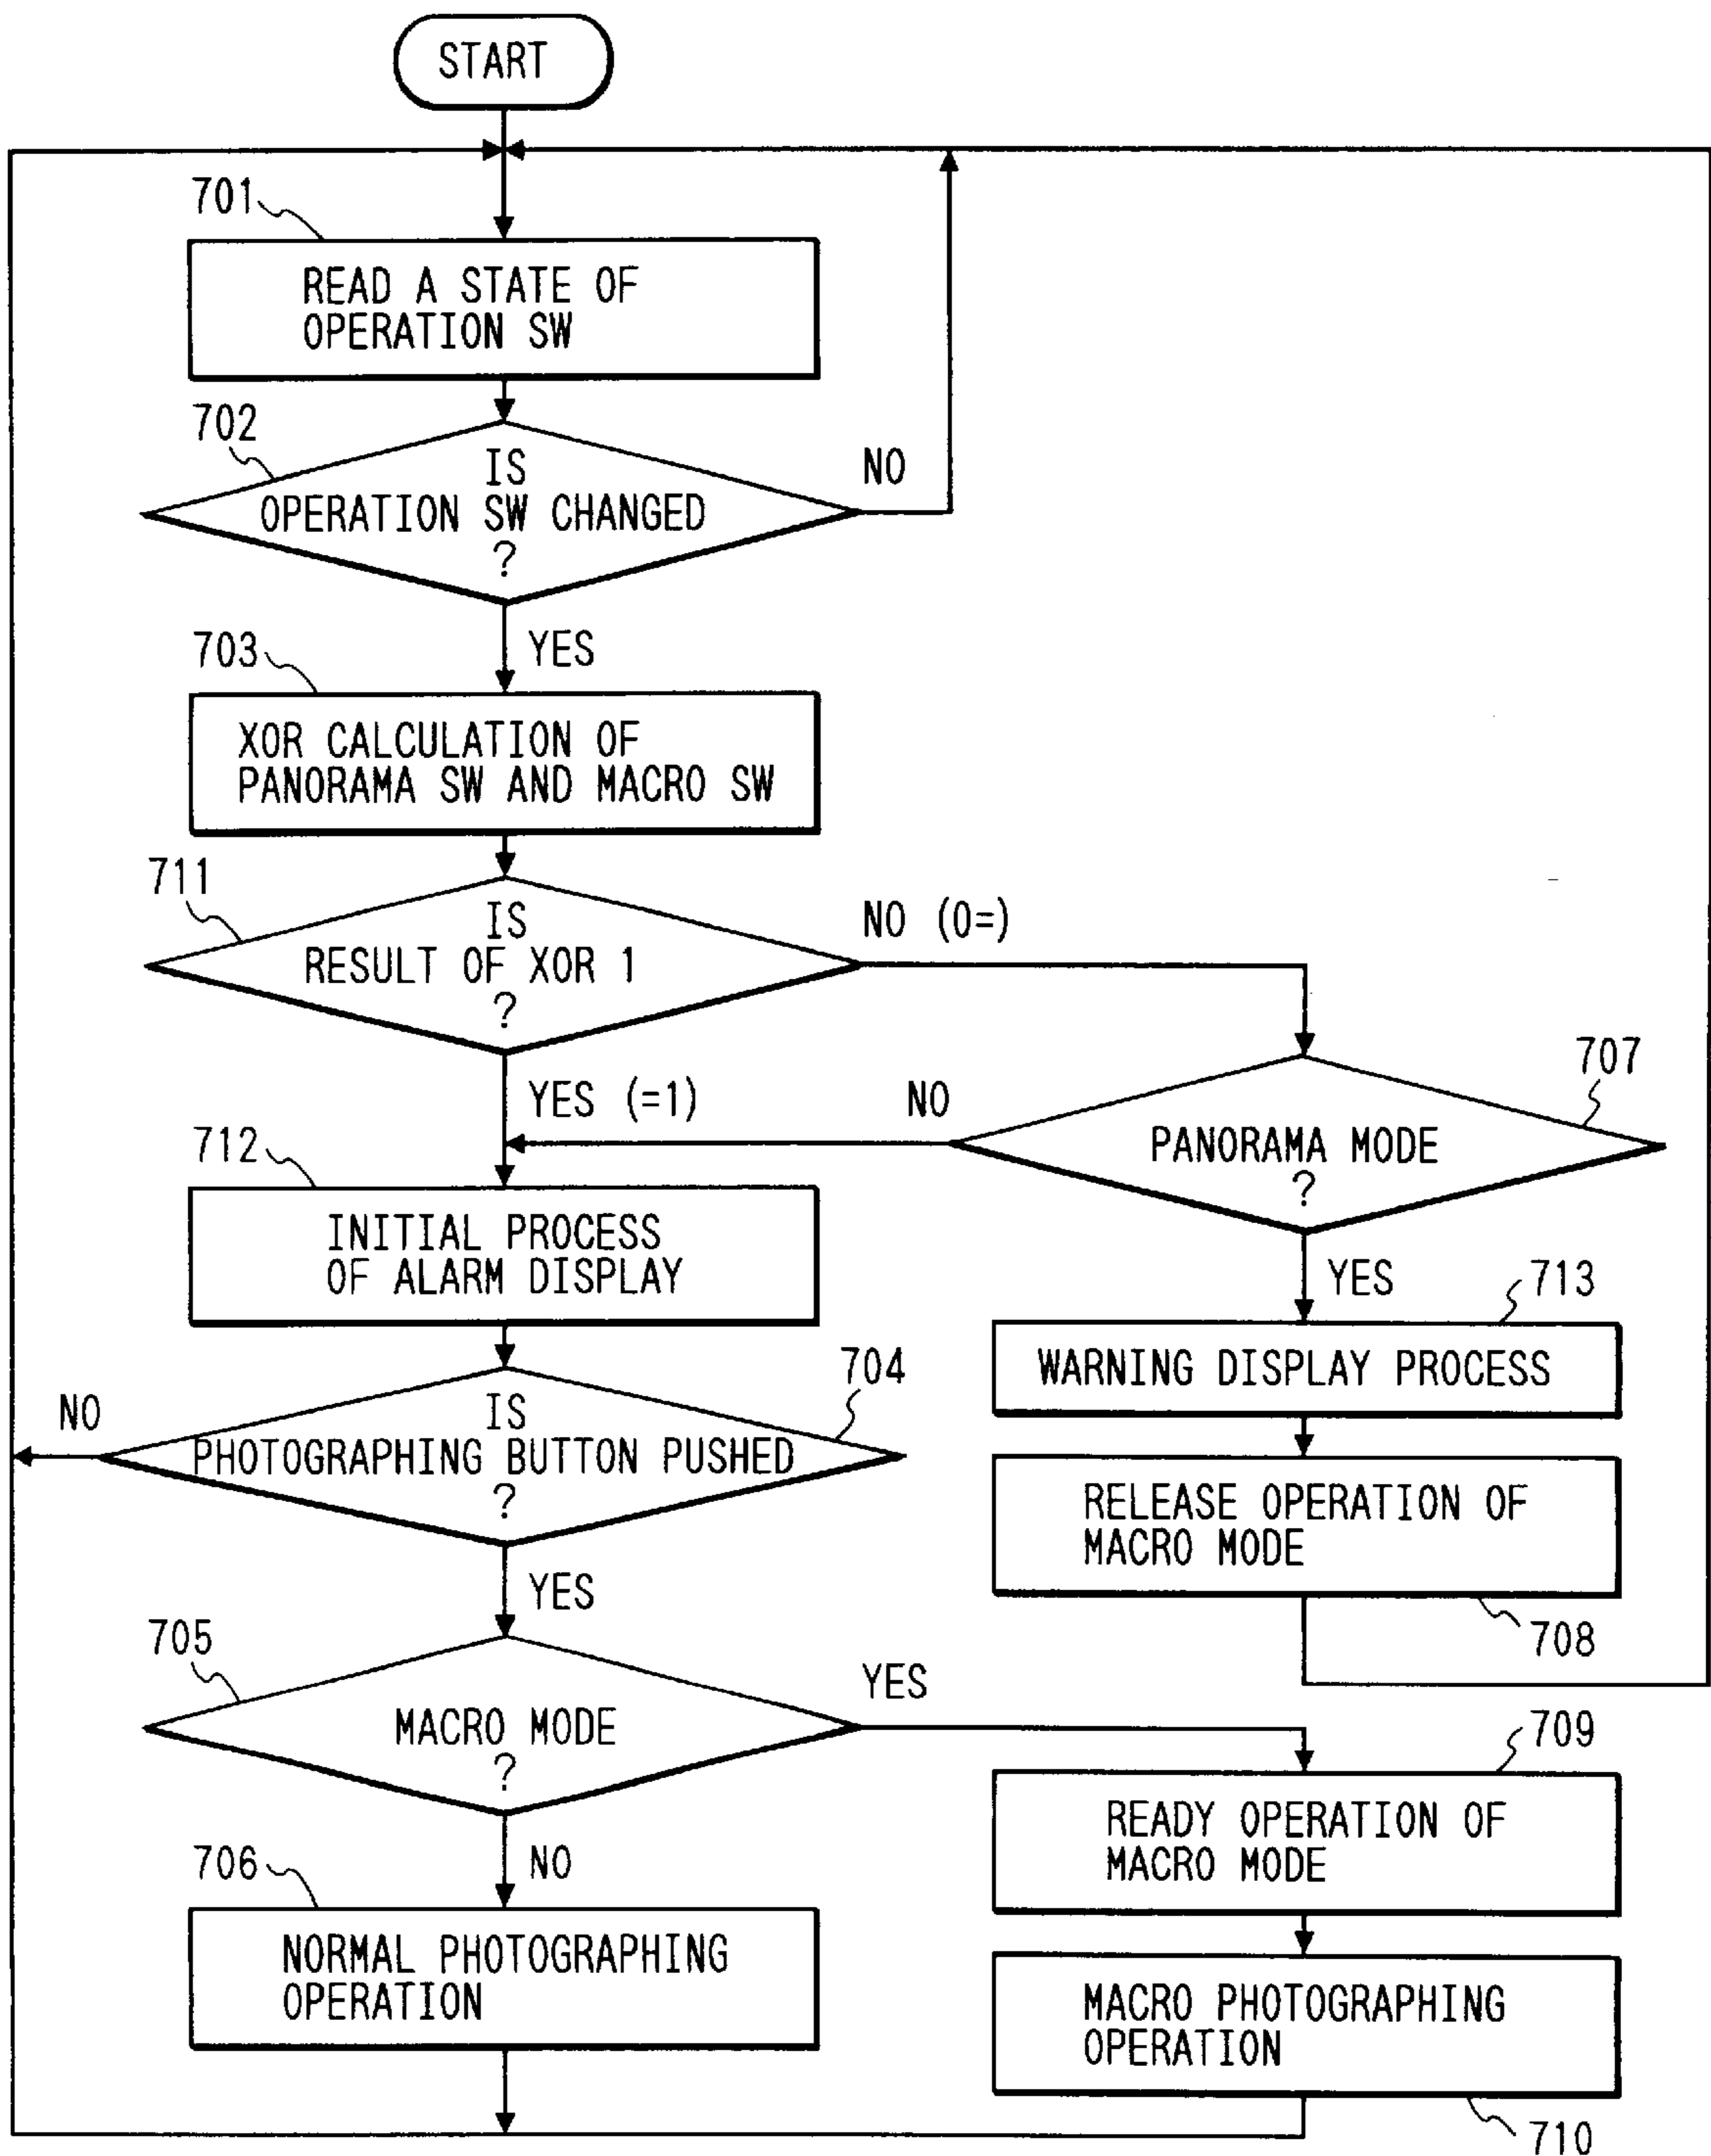 START
701
READ A STATE OF
OPERATION SW
702
IS
OPERATION SW CHANGED
?
NO
YES
703
XOR CALCULATION OF
PANORAMA SW AND MACRO SW
711
IS
RESULT OF XOR 1
?
NO (0=)
YES (=1)
707
PANORAMA MODE
?
NO
YES
712
INITIAL PROCESS
OF ALARM DISPLAY
713
WARNING DISPLAY PROCESS
704
IS
PHOTOGRAPHING BUTTON PUSHED
?
NO
YES
RELEASE OPERATION OF
MACRO MODE
708
705
MACRO MODE
?
YES
NO
709
READY OPERATION OF
MACRO MODE
706
NORMAL PHOTOGRAPHING
OPERATION
MACRO PHOTOGRAPHING
OPERATION
710